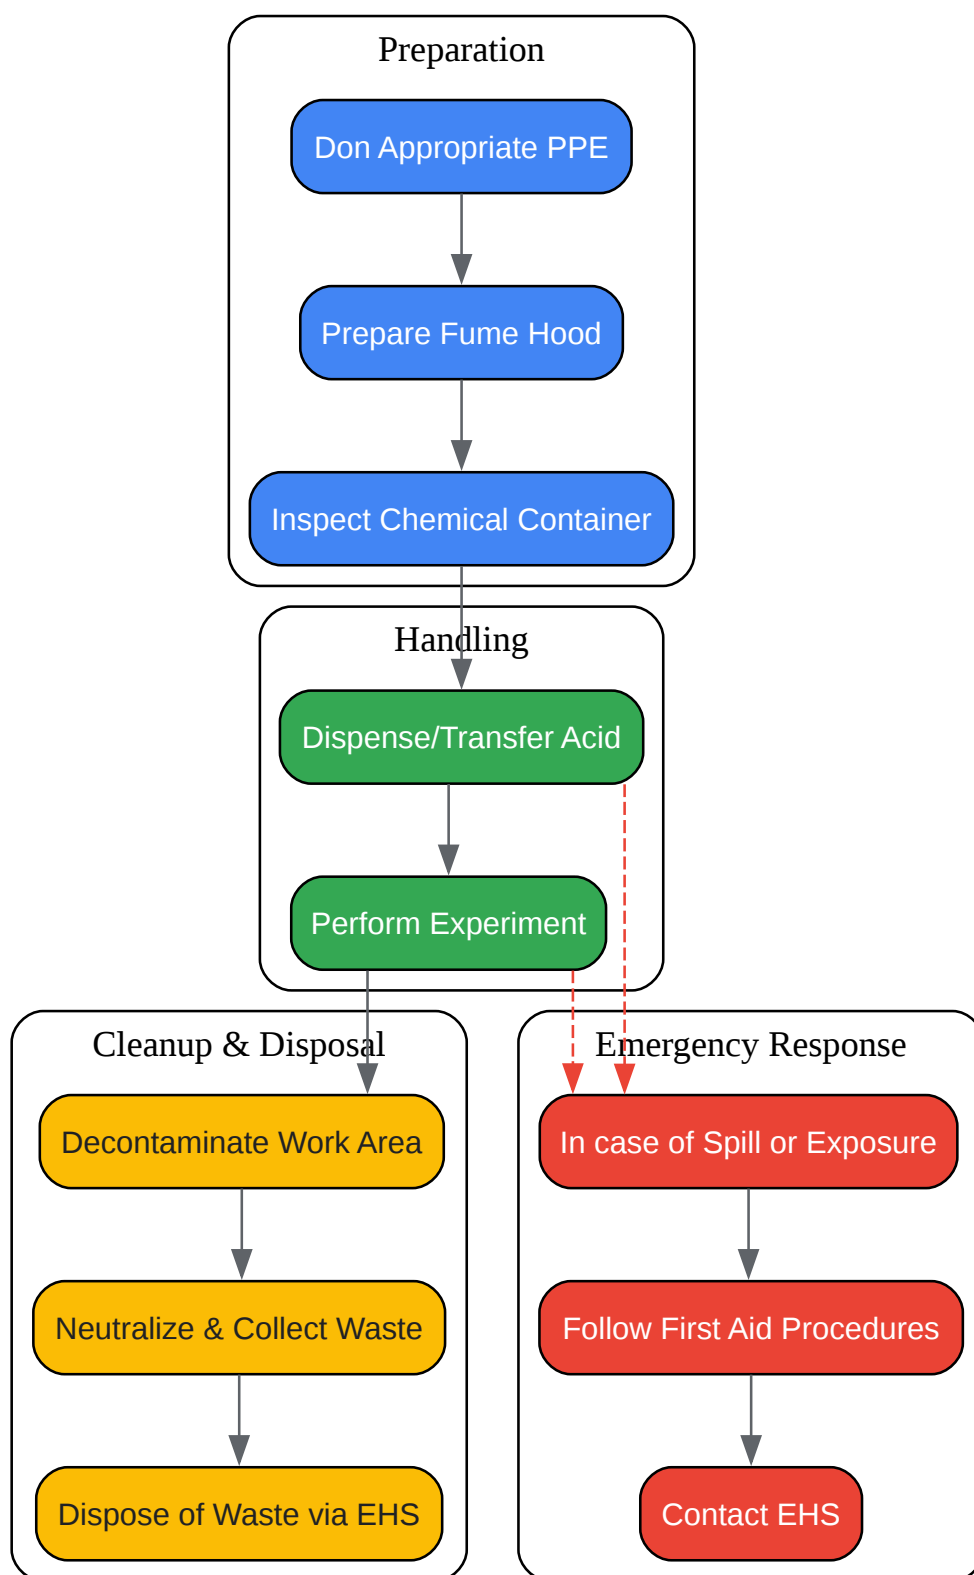 Preparation
Don Appropriate PPE
Prepare Fume Hood
Inspect Chemical Container
Handling
Dispense/Transfer Acid
Perform Experiment
Cleanup & Disposal
Decontaminate Work Area
Neutralize & Collect Waste
Dispose of Waste via EHS
Emergency Response
In case of Spill or Exposure
Follow First Aid Procedures
Contact EHS